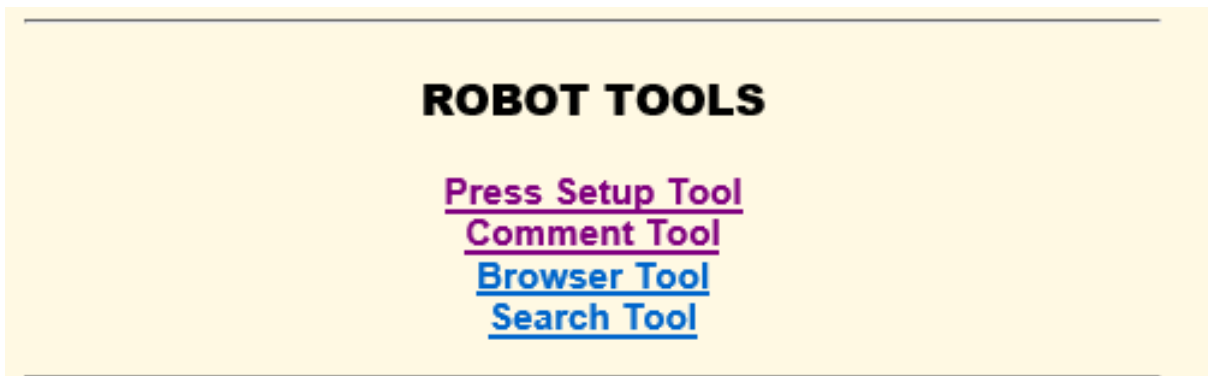 ROBOT TOOLS
Press Setup Tool
Comment Tool
Browser Tool
Search Tool